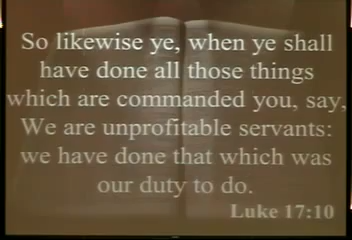 So likewise ye, when ye shall
have done all those things
which are commanded you, say,
We are unprofitable servants:
we have done that which was
our duty to do.
Luke 17:10